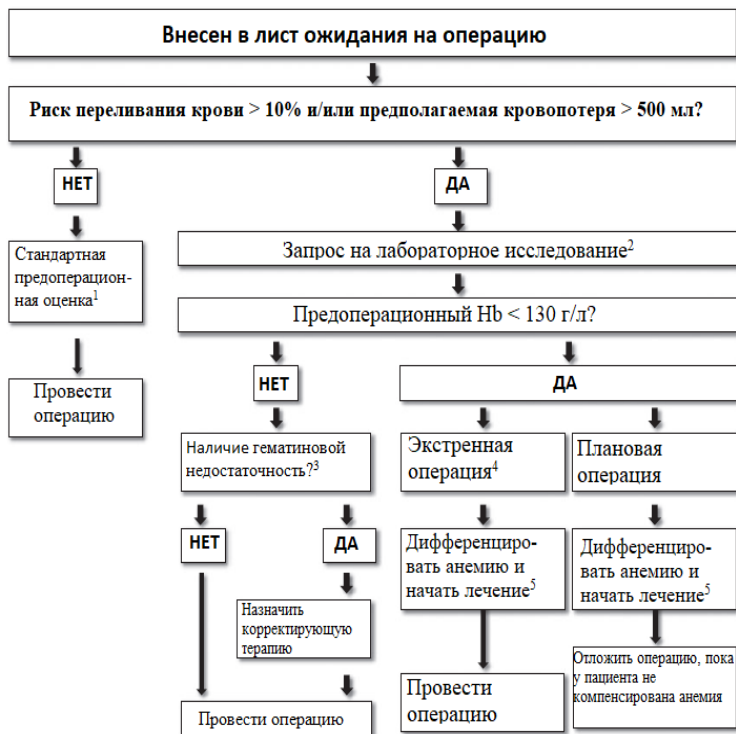 Внесен в лист ожидания на операцию
Риск переливания крови > 10% и/или предполагаемая кровопотеря > 500 мл?
НЕТ
ДА
Стандартная
предоперацион-
ная оценка¹
Запрос на лабораторное исследование²
Предоперационный Hb < 130 г/л?
Провести
операцию
НЕТ
ДА
Наличие гематиновой
недостаточность?³
Экстренная
операция⁴
Плановая
операция
НЕТ
ДА
Дифференциро-
вать анемию и
начать лечение⁵
Дифференциро-
вать анемию и
начать лечение⁵
Назначить
корректирующую
терапию
Провести операцию
Провести
операцию
Отложить операцию, пока
у пациента не
компенсирована анемия